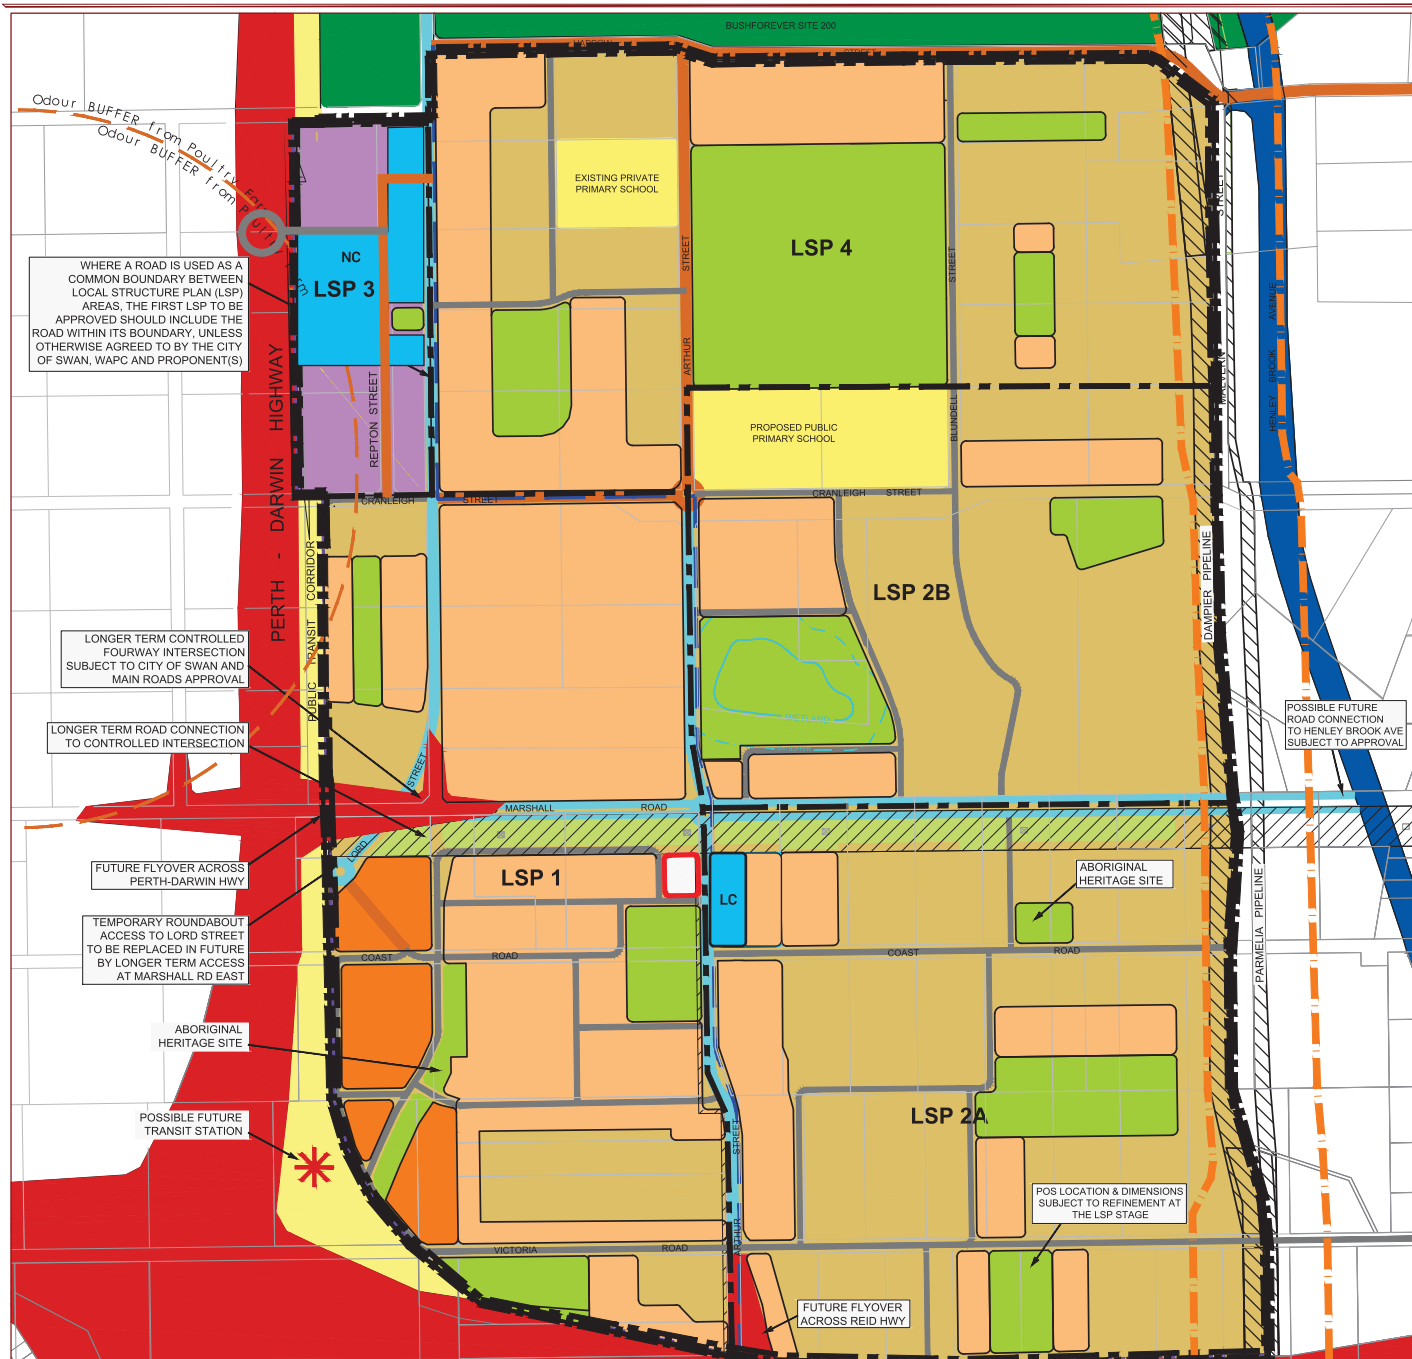 BUSHFOREVER SITE 200
HARROW STREET
Odour BUFFER from Poultry Farm
Odour BUFFER from Poultry Farm
EXISTING PRIVATE
PRIMARY SCHOOL
LSP 4
NC
LSP 3
WHERE A ROAD IS USED AS A
COMMON BOUNDARY BETWEEN
LOCAL STRUCTURE PLAN (LSP)
AREAS, THE FIRST LSP TO BE
APPROVED SHOULD INCLUDE THE
ROAD WITHIN ITS BOUNDARY, UNLESS
OTHERWISE AGREED TO BY THE CITY
OF SWAN, WAPC AND PROPONENT(S)
PERTH - DARWIN HIGHWAY
REPTON STREET
ARTHUR STREET
BLUNDELL STREET
MALVERN STREET
HENLEY BROOK AVENUE
PROPOSED PUBLIC
PRIMARY SCHOOL
CRANLEIGH STREET
CRANLEIGH STREET
PUBLIC TRANSIT CORRIDOR
LSP 2B
DAMPIER PIPELINE
LONGER TERM CONTROLLED
FOURWAY INTERSECTION
SUBJECT TO CITY OF SWAN AND
MAIN ROADS APPROVAL
LONGER TERM ROAD CONNECTION
TO CONTROLLED INTERSECTION
WETLAND
POSSIBLE FUTURE
ROAD CONNECTION
TO HENLEY BROOK AVE
SUBJECT TO APPROVAL
STREET
MARSHALL ROAD
LORD
FUTURE FLYOVER ACROSS
PERTH-DARWIN HWY
LSP 1
LC
ABORIGINAL
HERITAGE SITE
TEMPORARY ROUNDABOUT
ACCESS TO LORD STREET
TO BE REPLACED IN FUTURE
BY LONGER TERM ACCESS
AT MARSHALL RD EAST
COAST ROAD
COAST ROAD
PARMELIA PIPELINE
ABORIGINAL
HERITAGE SITE
POSSIBLE FUTURE
TRANSIT STATION
LSP 2A
ARTHUR STREET
POS LOCATION & DIMENSIONS
SUBJECT TO REFINEMENT AT
THE LSP STAGE
VICTORIA ROAD
FUTURE FLYOVER
ACROSS REID HWY